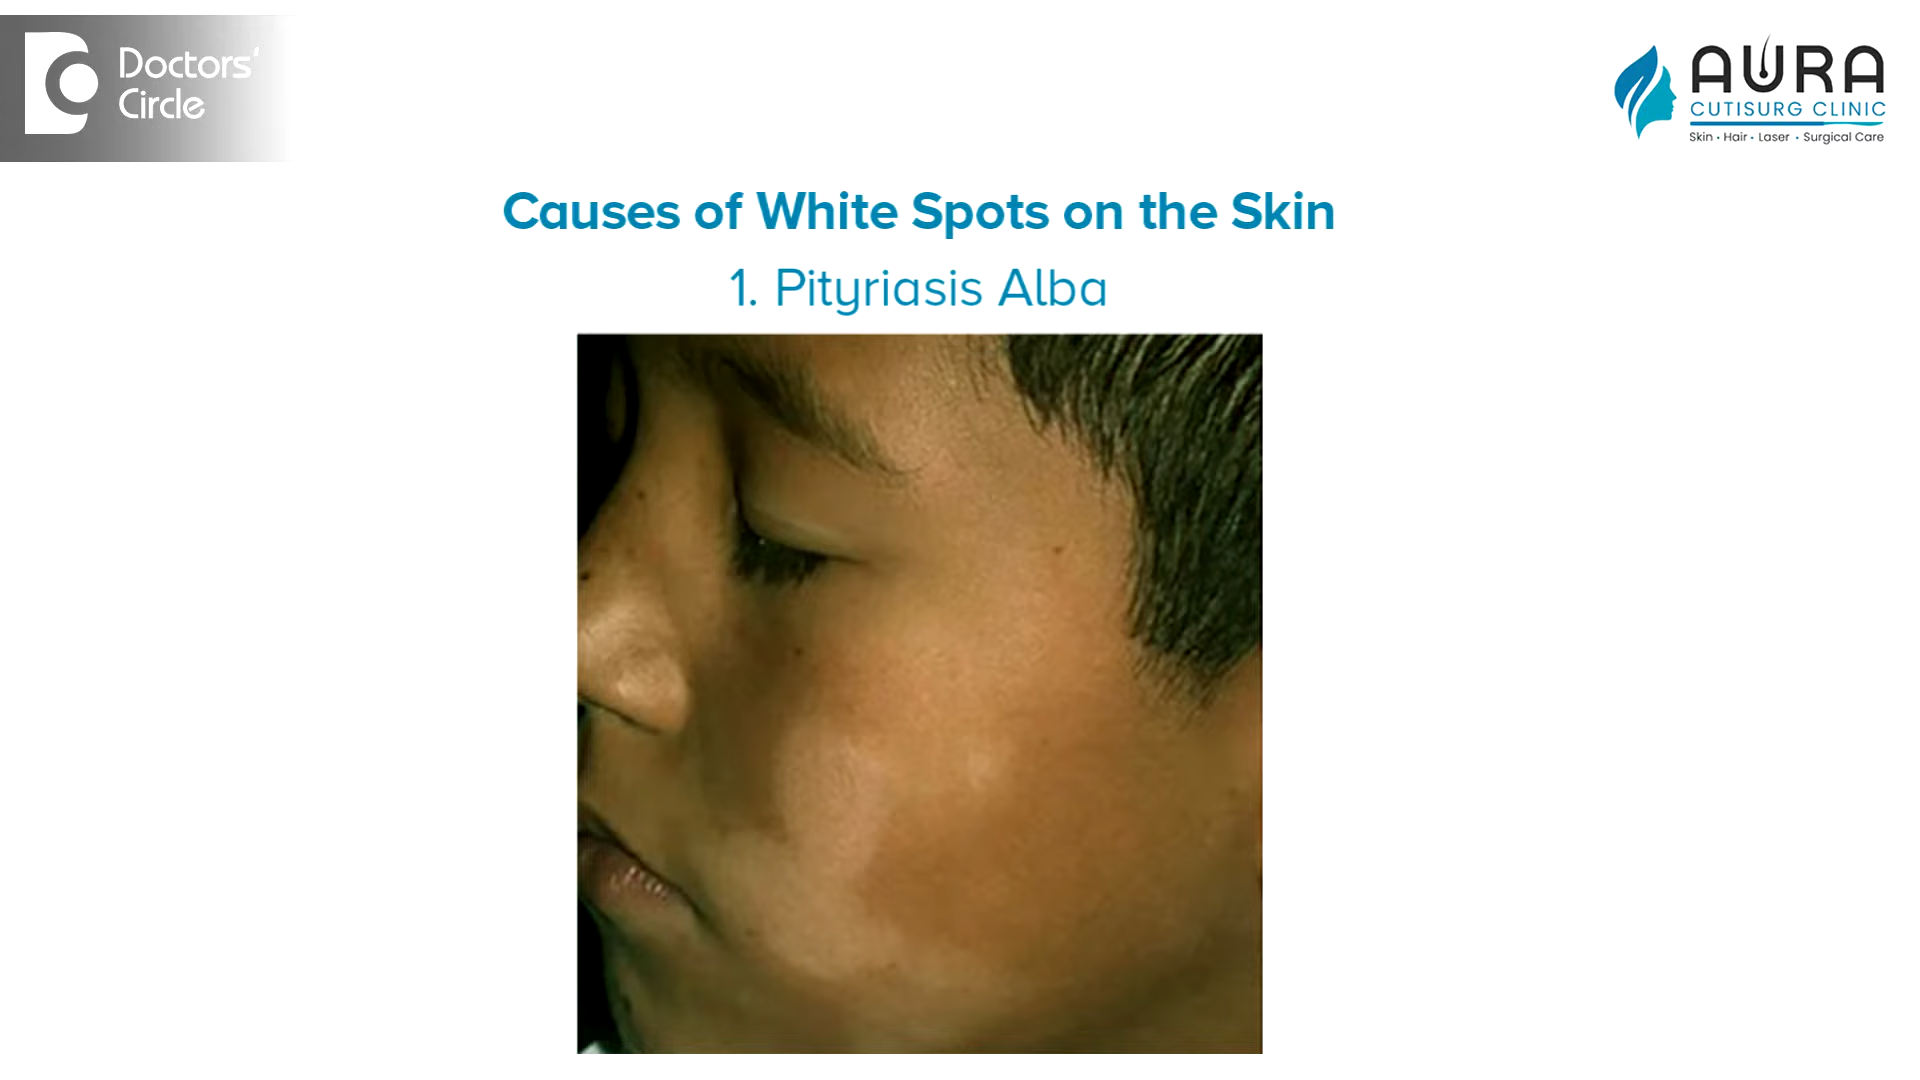 Doctors'
Circle
AURA
CUTISURG CLINIC
Skin • Hair • Laser • Surgical Care
Causes of White Spots on the Skin
1. Pityriasis Alba